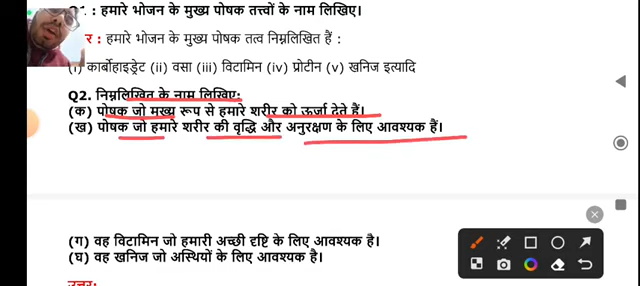 : हमारे भोजन के मुख्य पोषक तत्त्वों के नाम लिखिए।
: हमारे भोजन के मुख्य पोषक तत्व निम्नलिखित हैं :
(i) कार्बोहाइड्रेट (ii) वसा (iii) विटामिन (iv) प्रोटीन (v) खनिज इत्यादि
Q2. निम्नलिखित के नाम लिखिए:
(क) पोषक जो मुख्य रूप से हमारे शरीर को ऊर्जा देते हैं।
(ख) पोषक जो हमारे शरीर की वृद्धि और अनुरक्षण के लिए आवश्यक हैं।
(ग) वह विटामिन जो हमारी अच्छी दृष्टि के लिए आवश्यक है।
(घ) वह खनिज जो अस्थियों के लिए आवश्यक है।
उत्तर: